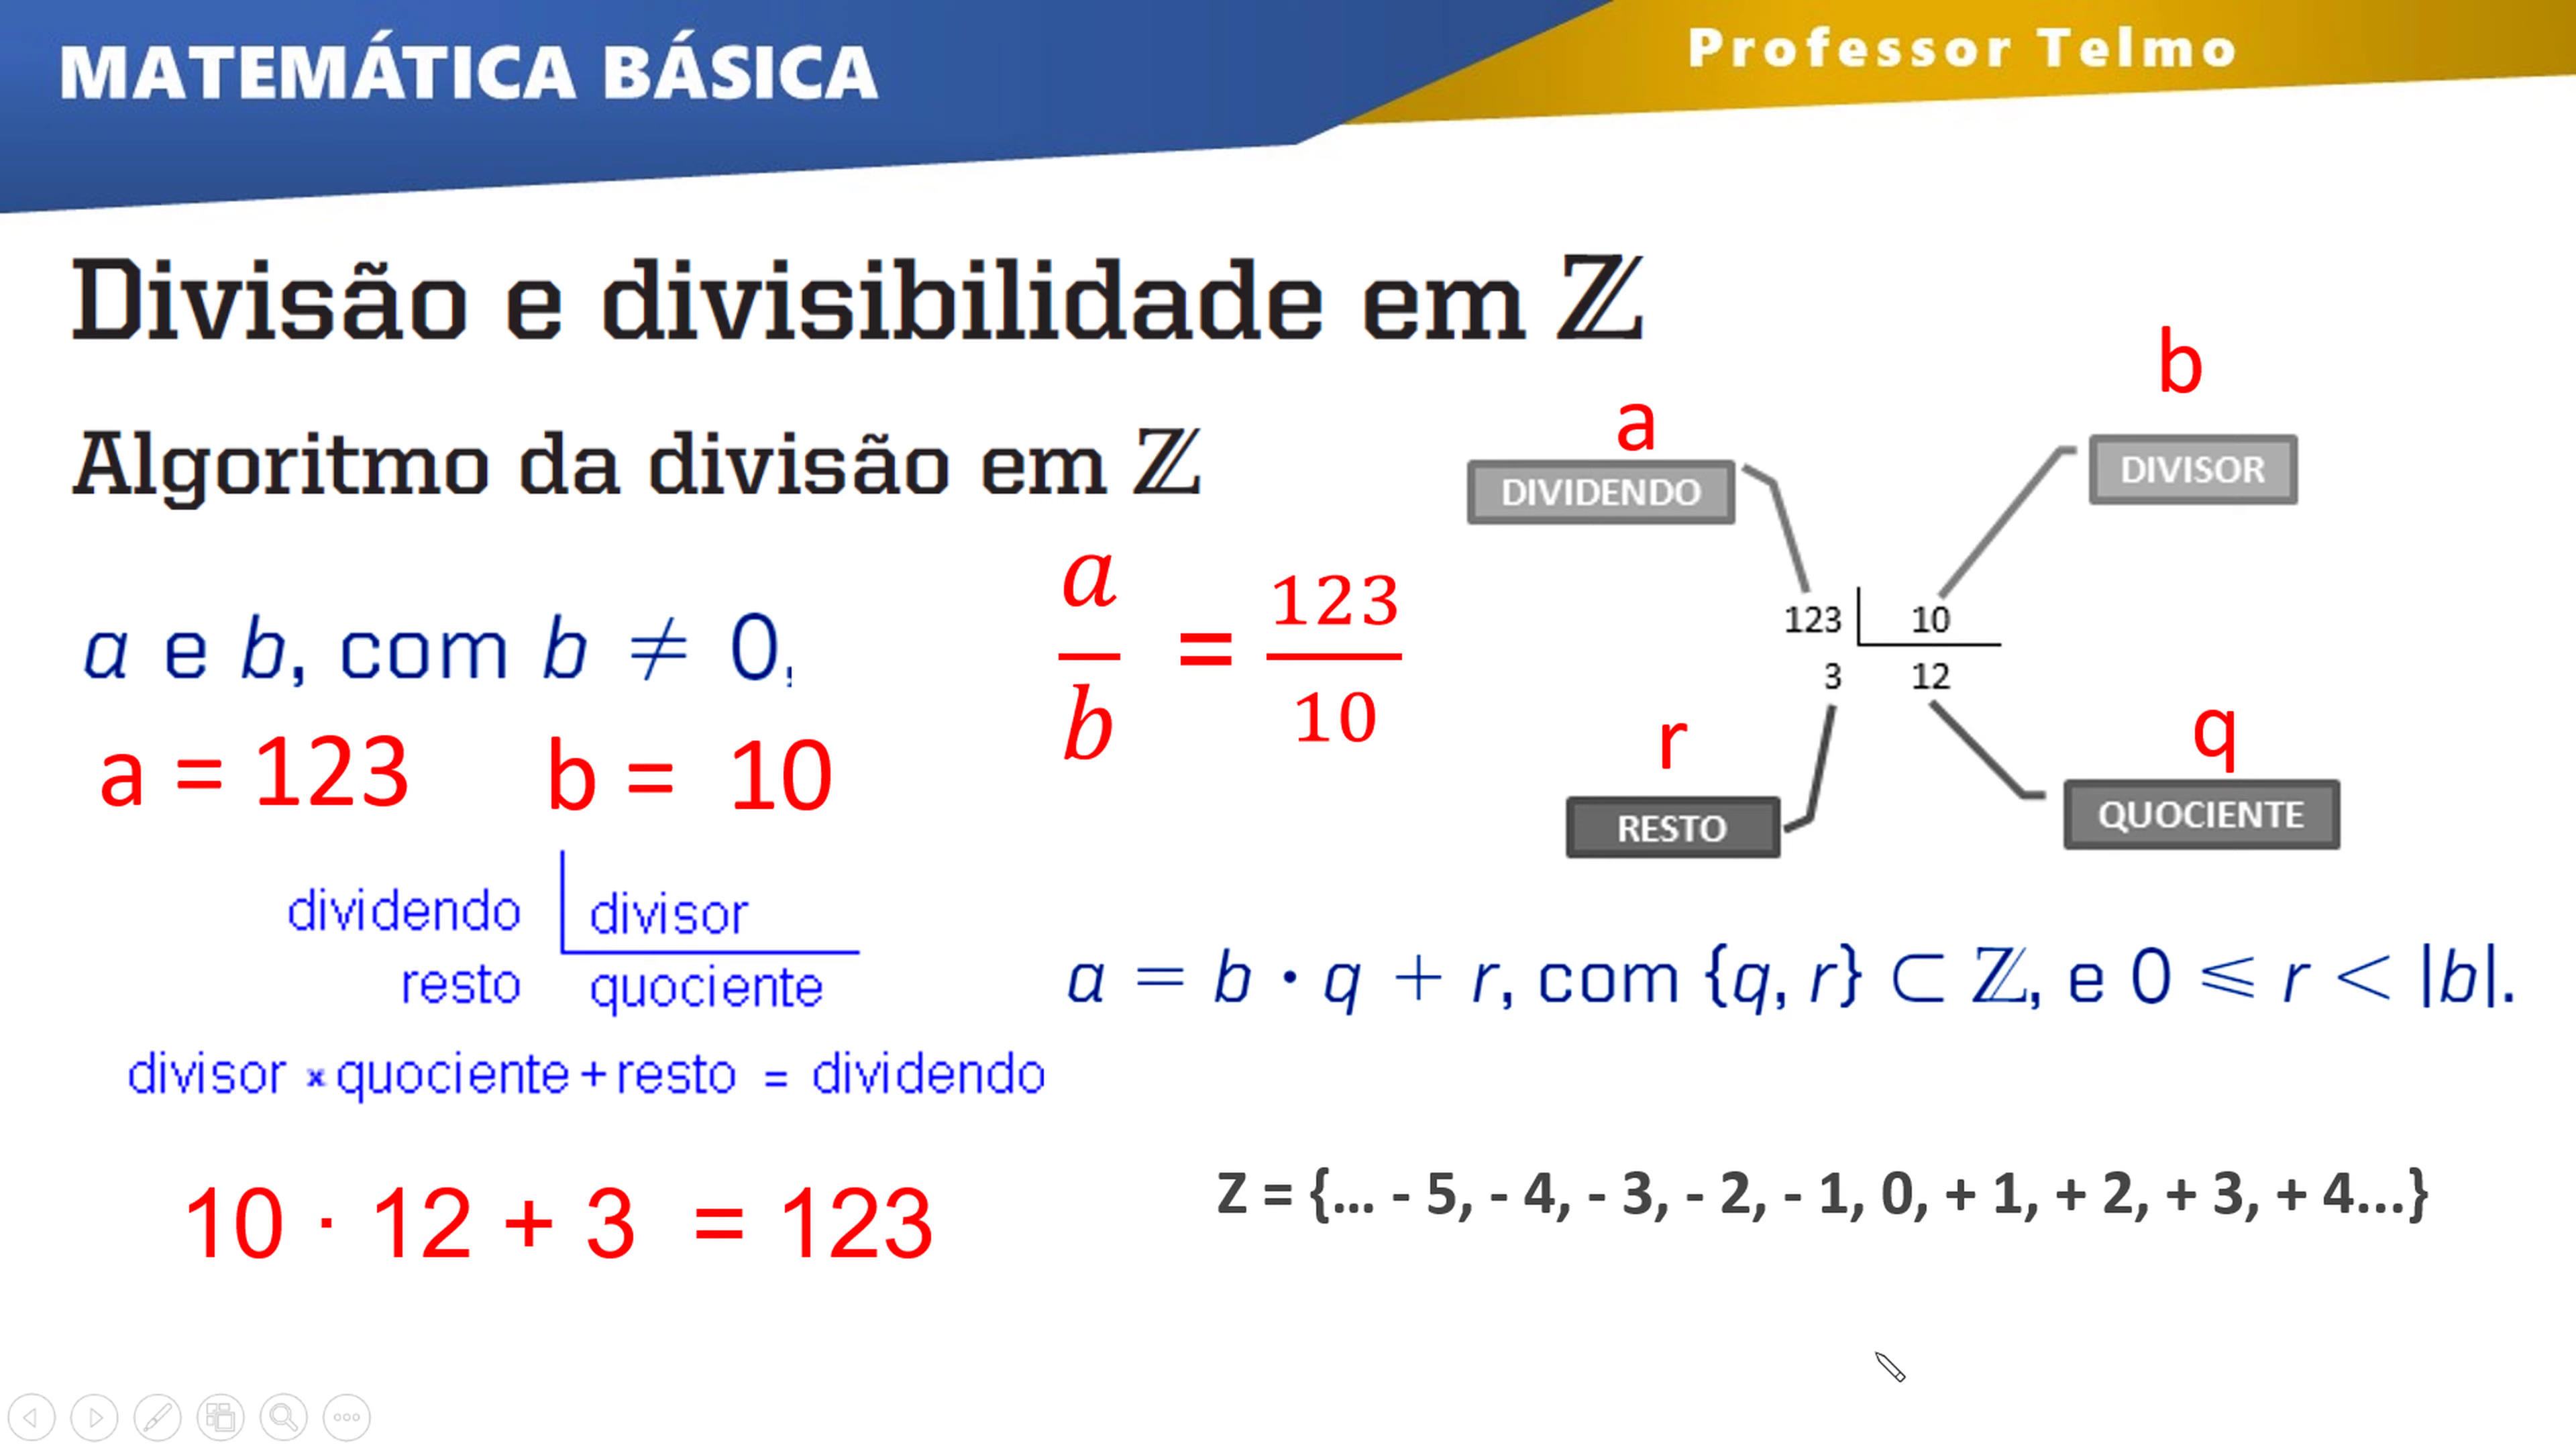 MATEMÁTICA BÁSICA
Professor Telmo
Divisão e divisibilidade em ℤ
Algoritmo da divisão em ℤ
a e b, com b ≠ 0,
a = 123 b = 10
a/b = 123/10
a
DIVIDENDO
b
DIVISOR
123 10
3 12
r
RESTO
q
QUOCIENTE
dividendo divisor
resto quociente
divisor x quociente + resto = dividendo
a = b • q + r, com {q, r} ⊂ ℤ, e 0 ⩽ r < |b|.
10 · 12 + 3 = 123
Z = {... - 5, - 4, - 3, - 2, - 1, 0, + 1, + 2, + 3, + 4...}